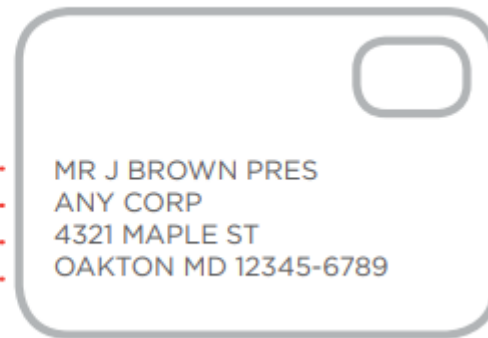 MR J BROWN PRES
ANY CORP
4321 MAPLE ST
OAKTON MD 12345-6789